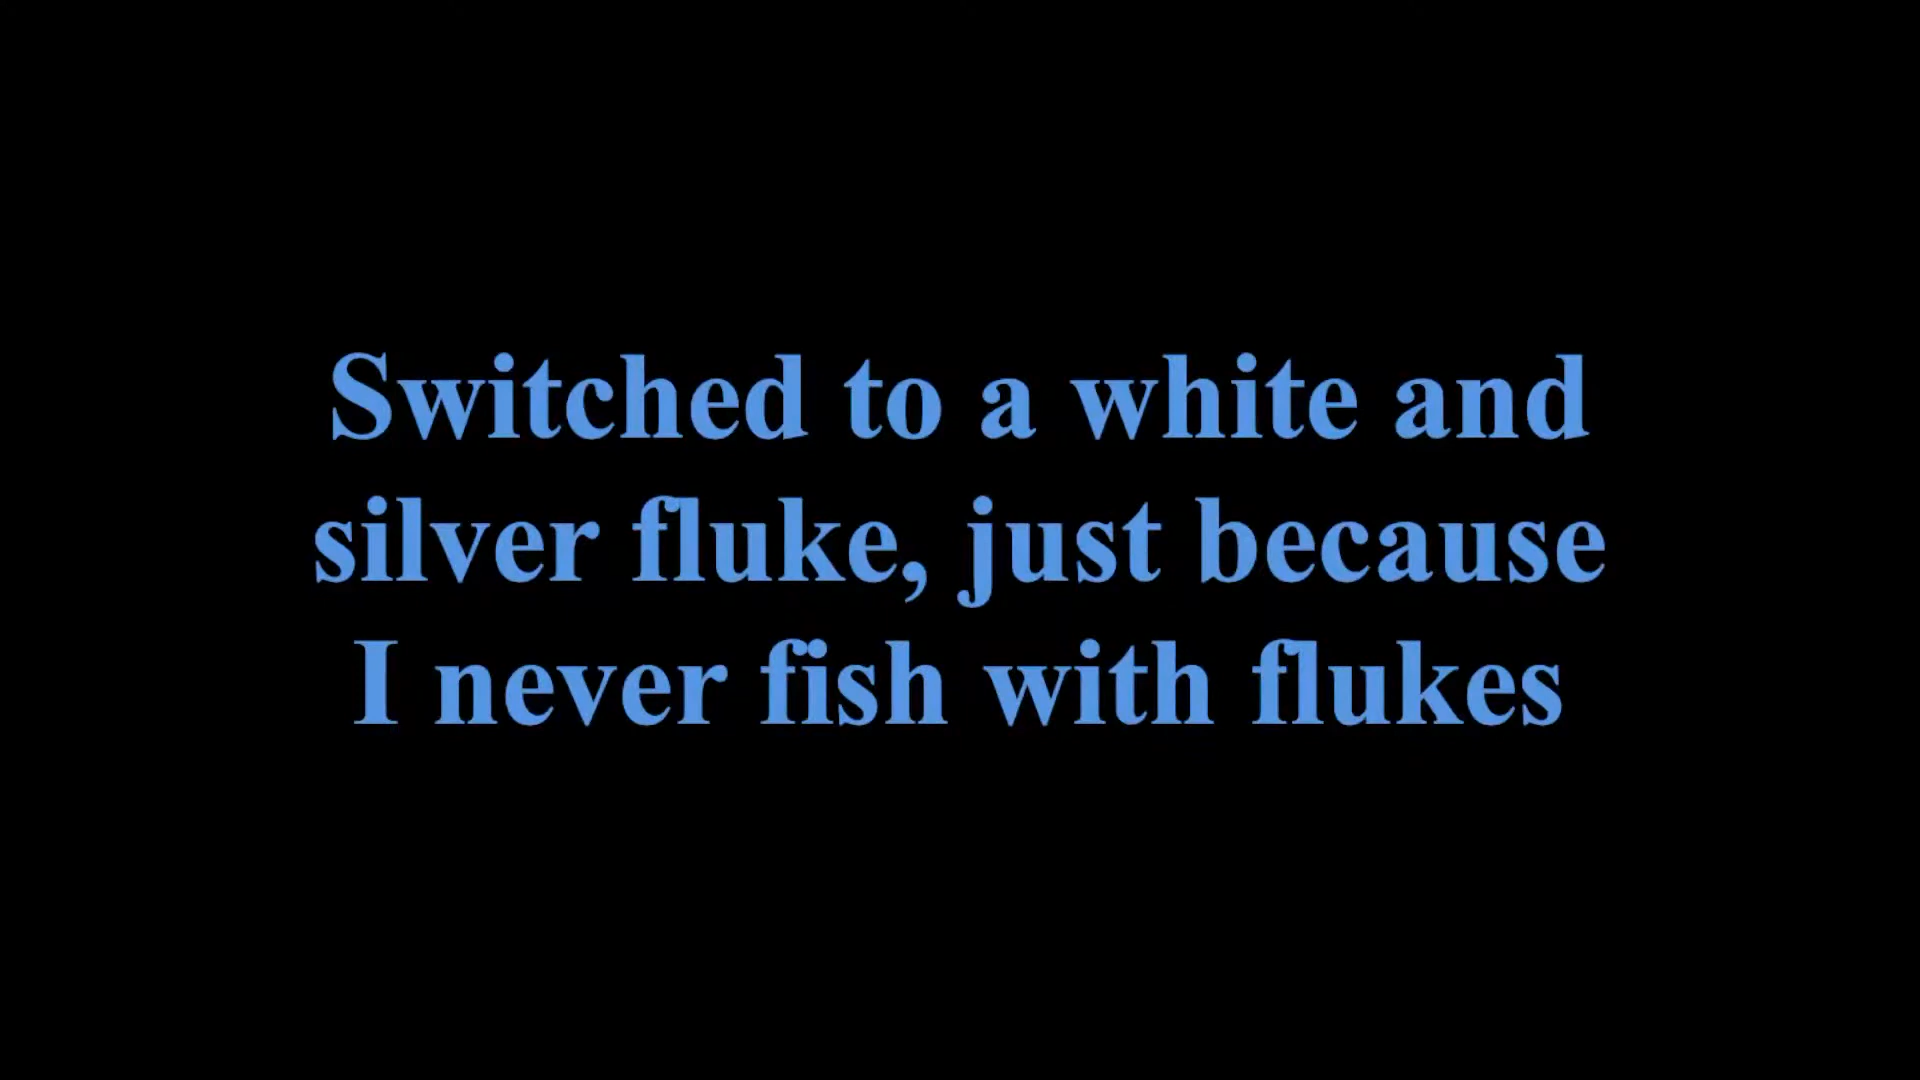 Switched to a white and
silver fluke, just because
I never fish with flukes